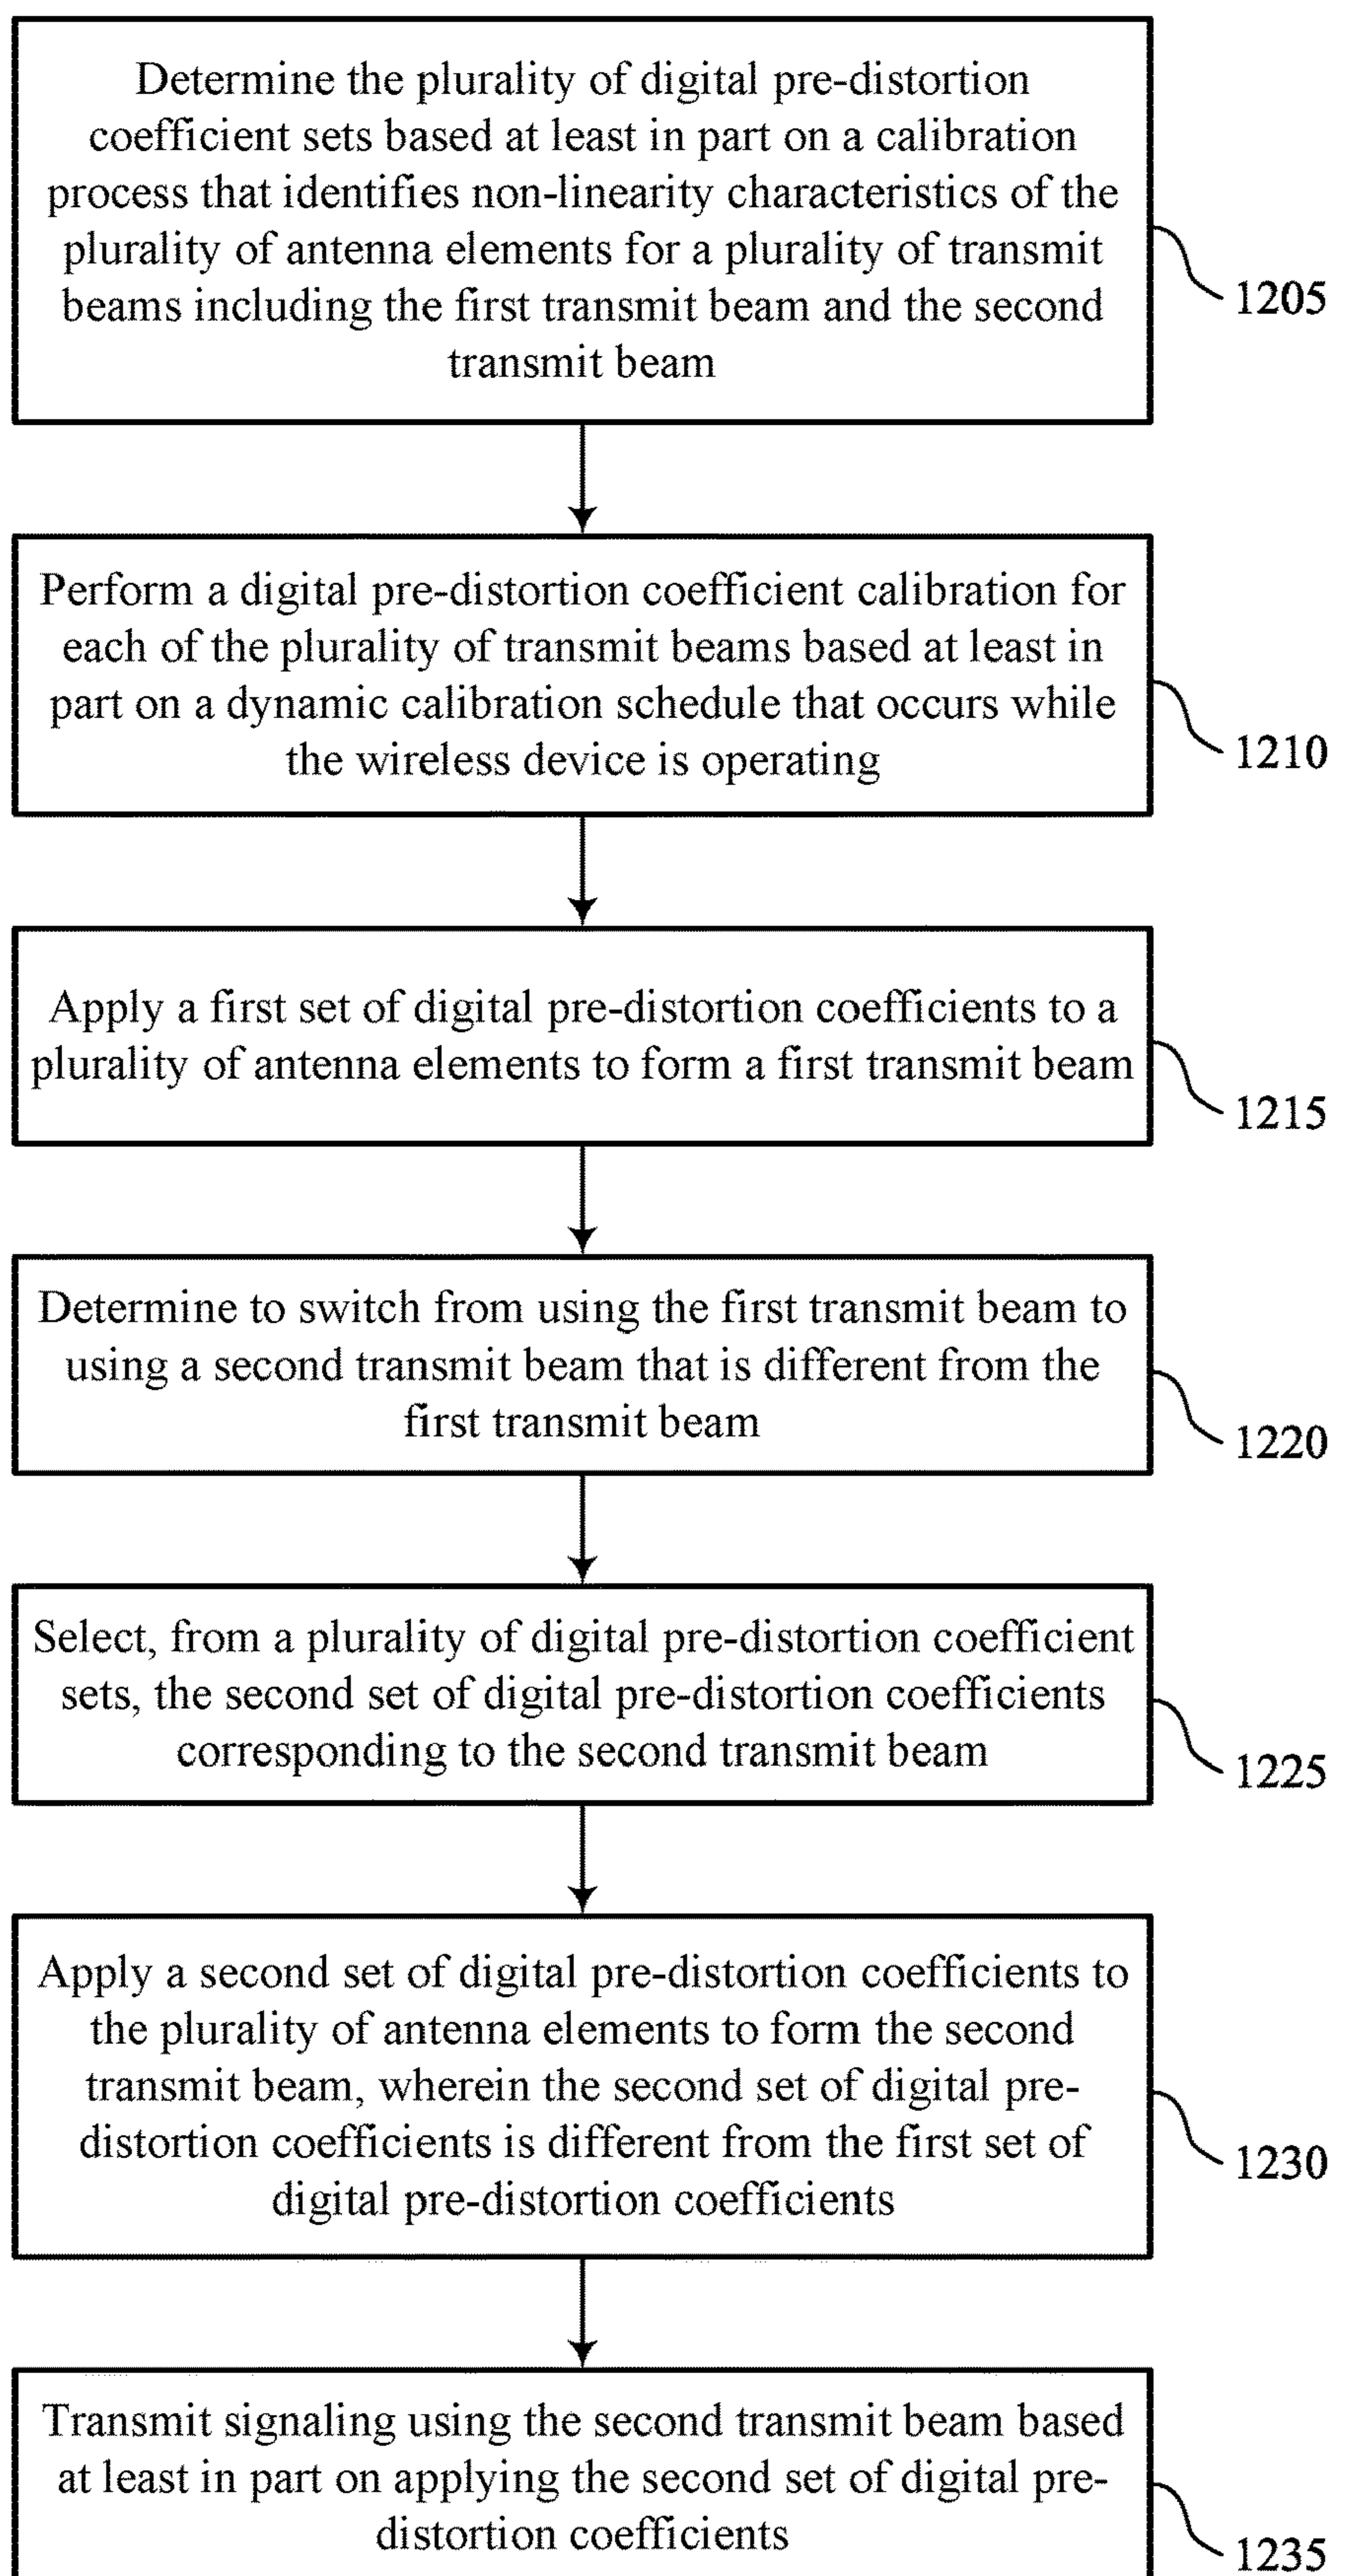 Determine the plurality of digital pre-distortion
coefficient sets based at least in part on a calibration
process that identifies non-linearity characteristics of the
plurality of antenna elements for a plurality of transmit
beams including the first transmit beam and the second
transmit beam
1205
Perform a digital pre-distortion coefficient calibration for
each of the plurality of transmit beams based at least in
part on a dynamic calibration schedule that occurs while
the wireless device is operating
1210
Apply a first set of digital pre-distortion coefficients to a
plurality of antenna elements to form a first transmit beam
1215
Determine to switch from using the first transmit beam to
using a second transmit beam that is different from the
first transmit beam
1220
Select, from a plurality of digital pre-distortion coefficient
sets, the second set of digital pre-distortion coefficients
corresponding to the second transmit beam
1225
Apply a second set of digital pre-distortion coefficients to
the plurality of antenna elements to form the second
transmit beam, wherein the second set of digital pre-
distortion coefficients is different from the first set of
digital pre-distortion coefficients
1230
Transmit signaling using the second transmit beam based
at least in part on applying the second set of digital pre-
distortion coefficients
1235